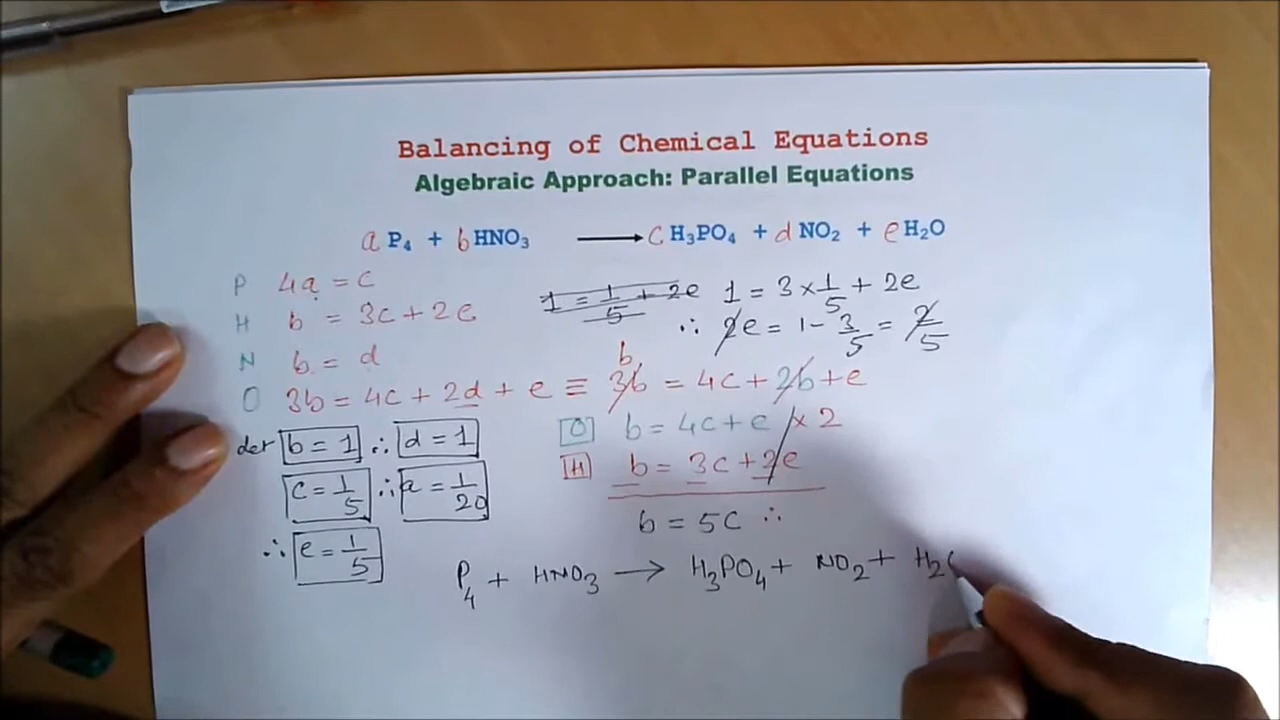 Balancing of Chemical Equations
Algebraic Approach: Parallel Equations
a P₄ + b HNO₃ ⟶ c H₃PO₄ + d NO₂ + e H₂O
P 4a = c
1 = 1/5 + 2e 1 = 3 × 1/5 + 2e
H b = 3c + 2e
∴ 2e = 1 - 3/5 = 2/5
N b = d
b
O 3b = 4c + 2d + e ≡ 3b = 4c + 2b + e
O b = 4c + e × 2
let b = 1 ∴ d = 1
H b = 3c + 2e
c = 1/5 ∴ a = 1/20
b = 5c ∴
∴ e = 1/5
P₄ + HNO₃ ⟶ H₃PO₄ + NO₂ + H₂